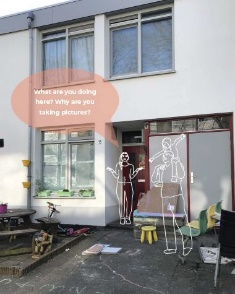 What are you doing
here? Why are you
taking pictures?